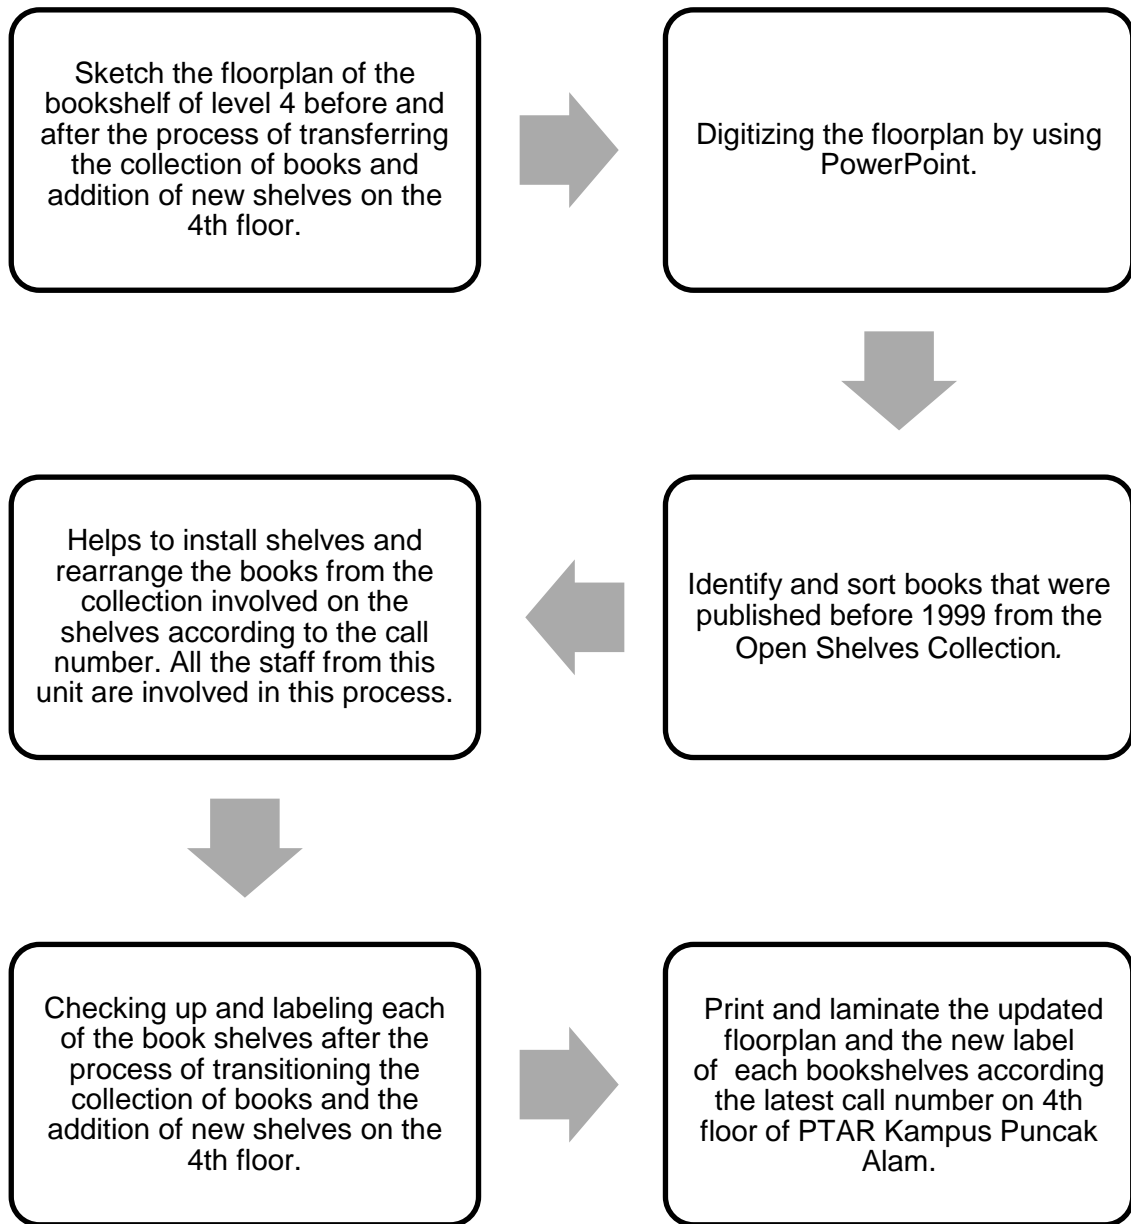 Sketch the floorplan of the
bookshelf of level 4 before and
after the process of transferring
the collection of books and
addition of new shelves on the
4th floor.
Digitizing the floorplan by using
PowerPoint.
Identify and sort books that were
published before 1999 from the
Open Shelves Collection.
Helps to install shelves and
rearrange the books from the
collection involved on the
shelves according to the call
number. All the staff from this
unit are involved in this process.
Checking up and labeling each
of the book shelves after the
process of transitioning the
collection of books and the
addition of new shelves on the
4th floor.
Print and laminate the updated
floorplan and the new label
of  each bookshelves according
the latest call number on 4th
floor of PTAR Kampus Puncak
Alam.